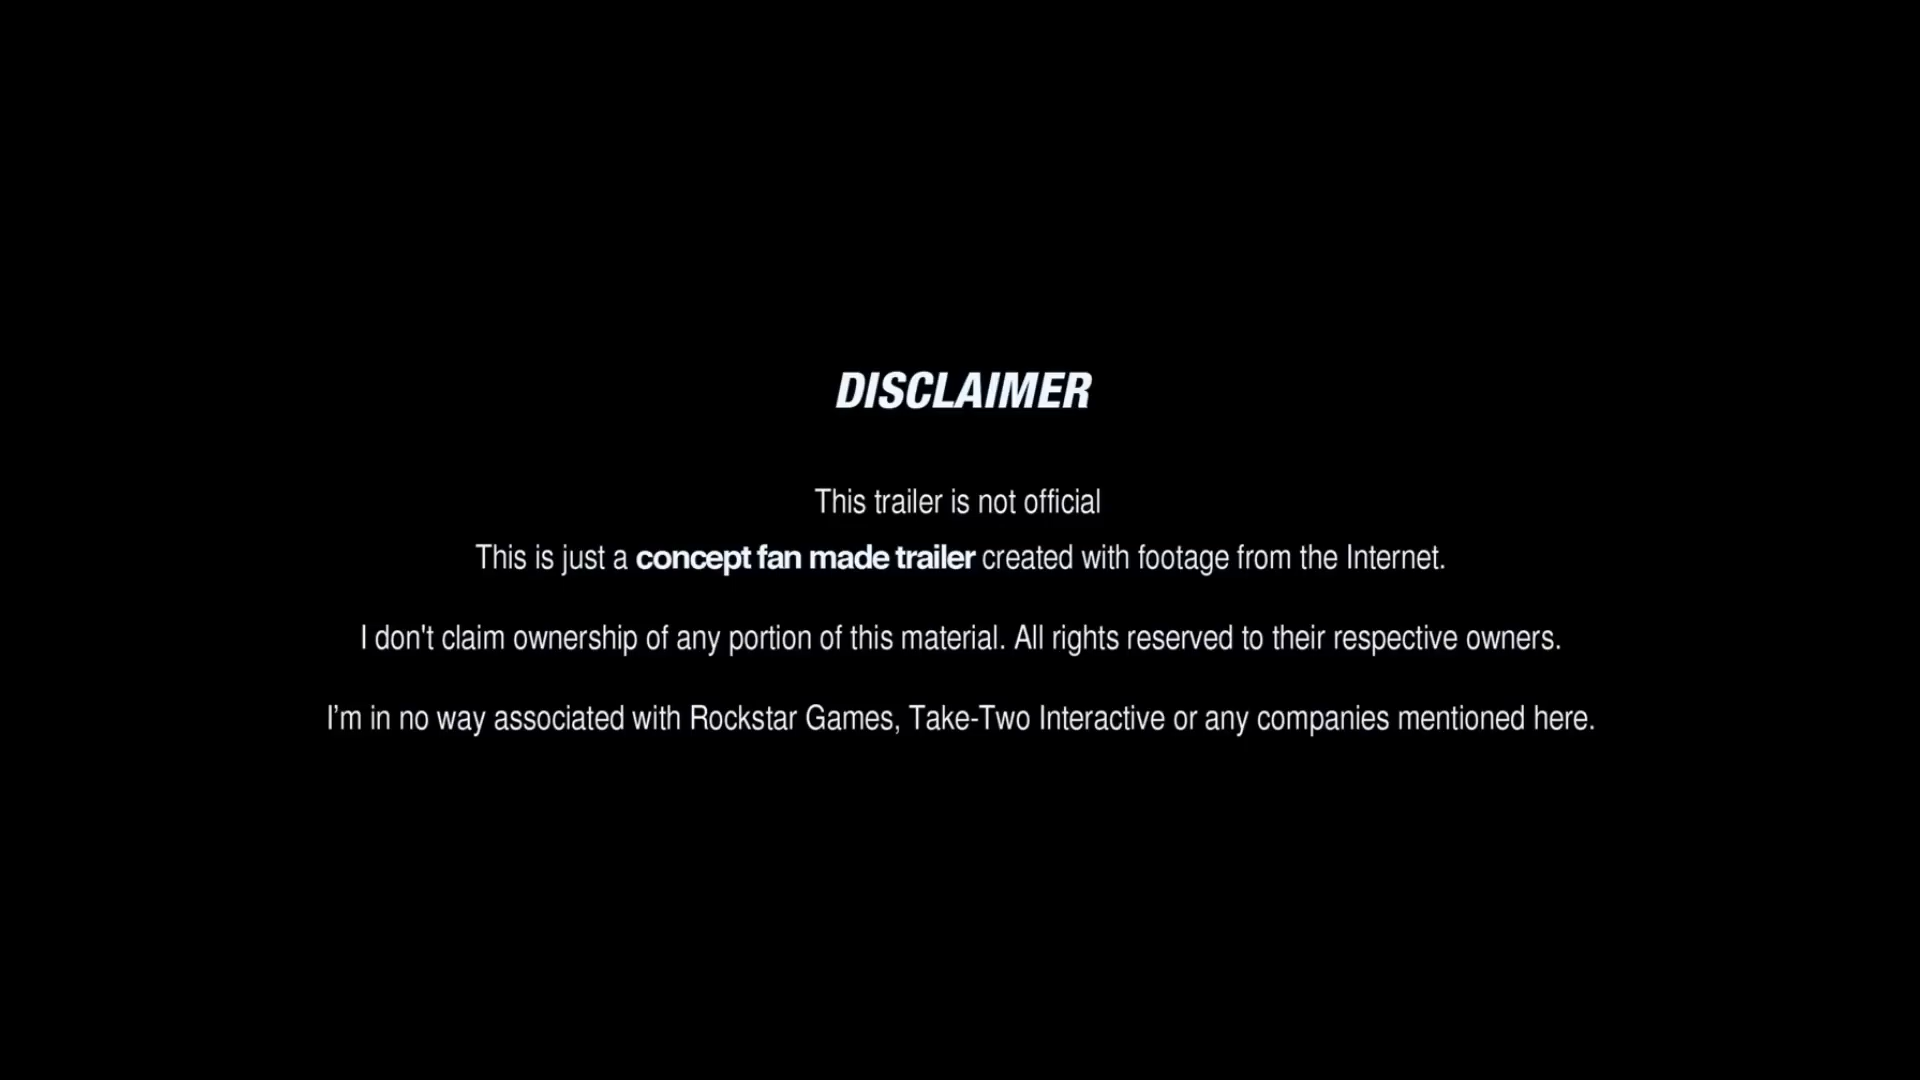 DISCLAIMER
This trailer is not official
This is just a concept fan made trailer created with footage from the Internet.
I don't claim ownership of any portion of this material. All rights reserved to their respective owners.
I’m in no way associated with Rockstar Games, Take-Two Interactive or any companies mentioned here.